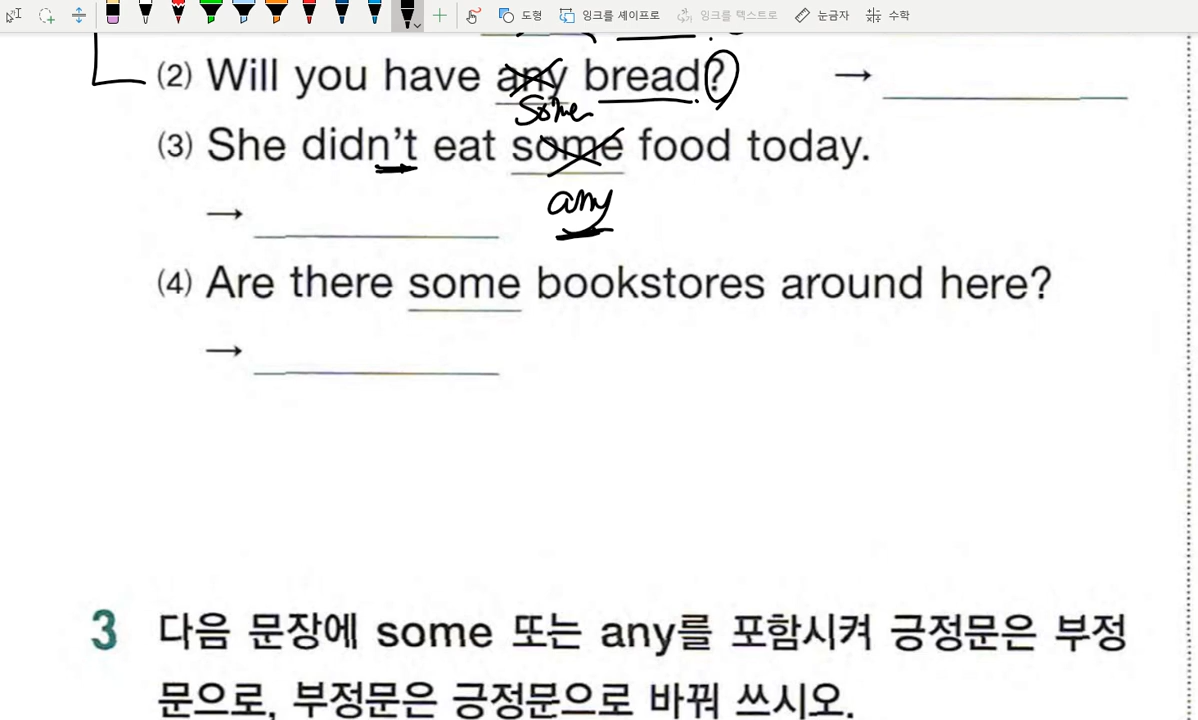 도형 잉크를 셰이프로 잉크를 텍스트로 눈금자 수학
(2) Will you have any bread? →
some
(3) She didn't eat some food today.
any
→
(4) Are there some bookstores around here?
→
3 다음 문장에 some 또는 any를 포함시켜 긍정문은 부정
문으로, 부정문은 긍정문으로 바꿔 쓰시오.